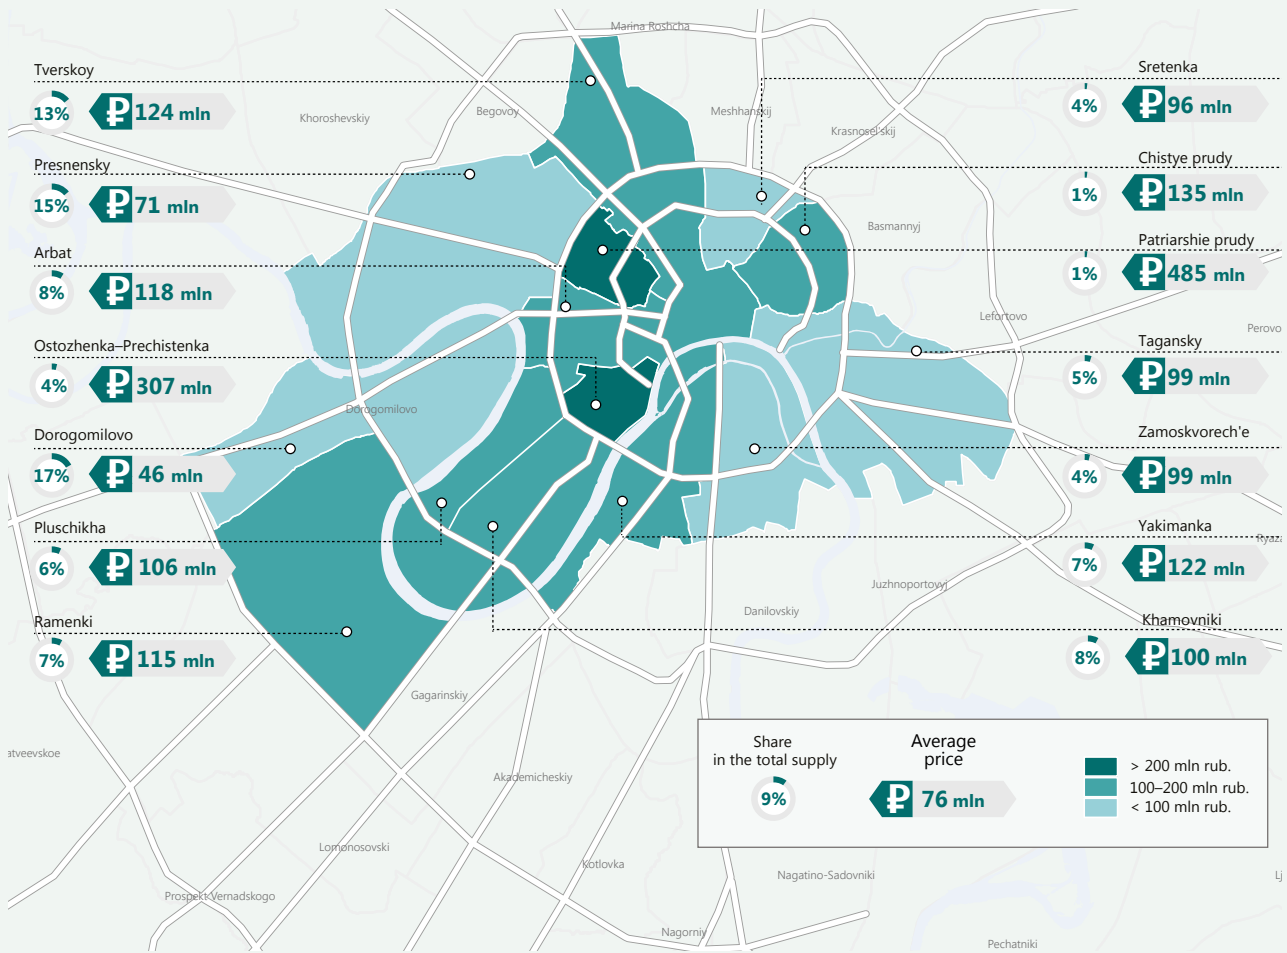 Marina Roshcha
Tverskoy
13%
₽ 124 mln
Khoroshevskiy
Begovoy
Meshhanskij
Krasnosel'skij
Sretenka
4%
₽ 96 mln
Presnensky
15%
₽ 71 mln
Chistye prudy
1%
₽ 135 mln
Basmannyj
Arbat
8%
₽ 118 mln
Patriarshie prudy
1%
₽ 485 mln
Lefortovo
Perovo
Ostozhenka–Prechistenka
4%
₽ 307 mln
Tagansky
5%
₽ 99 mln
Dorogomilovo
Dorogomilovo
17%
₽ 46 mln
Zamoskvorech'e
4%
₽ 99 mln
Pluschikha
6%
₽ 106 mln
Yakimanka
7%
₽ 122 mln
Ryaz
Juzhnoportovyj
Danilovskiy
Ramenki
7%
₽ 115 mln
Khamovniki
8%
₽ 100 mln
Gagarinskiy
atveevskoe
Akademicheskiy
Share
in the total supply
9%
Average
price
₽ 76 mln
> 200 mln rub.
100–200 mln rub.
< 100 mln rub.
Lomonosovski
Kotlovka
Nagatino-Sadovniki
Lj
Prospekt Vernadskogo
Nagorniy
Pechatniki